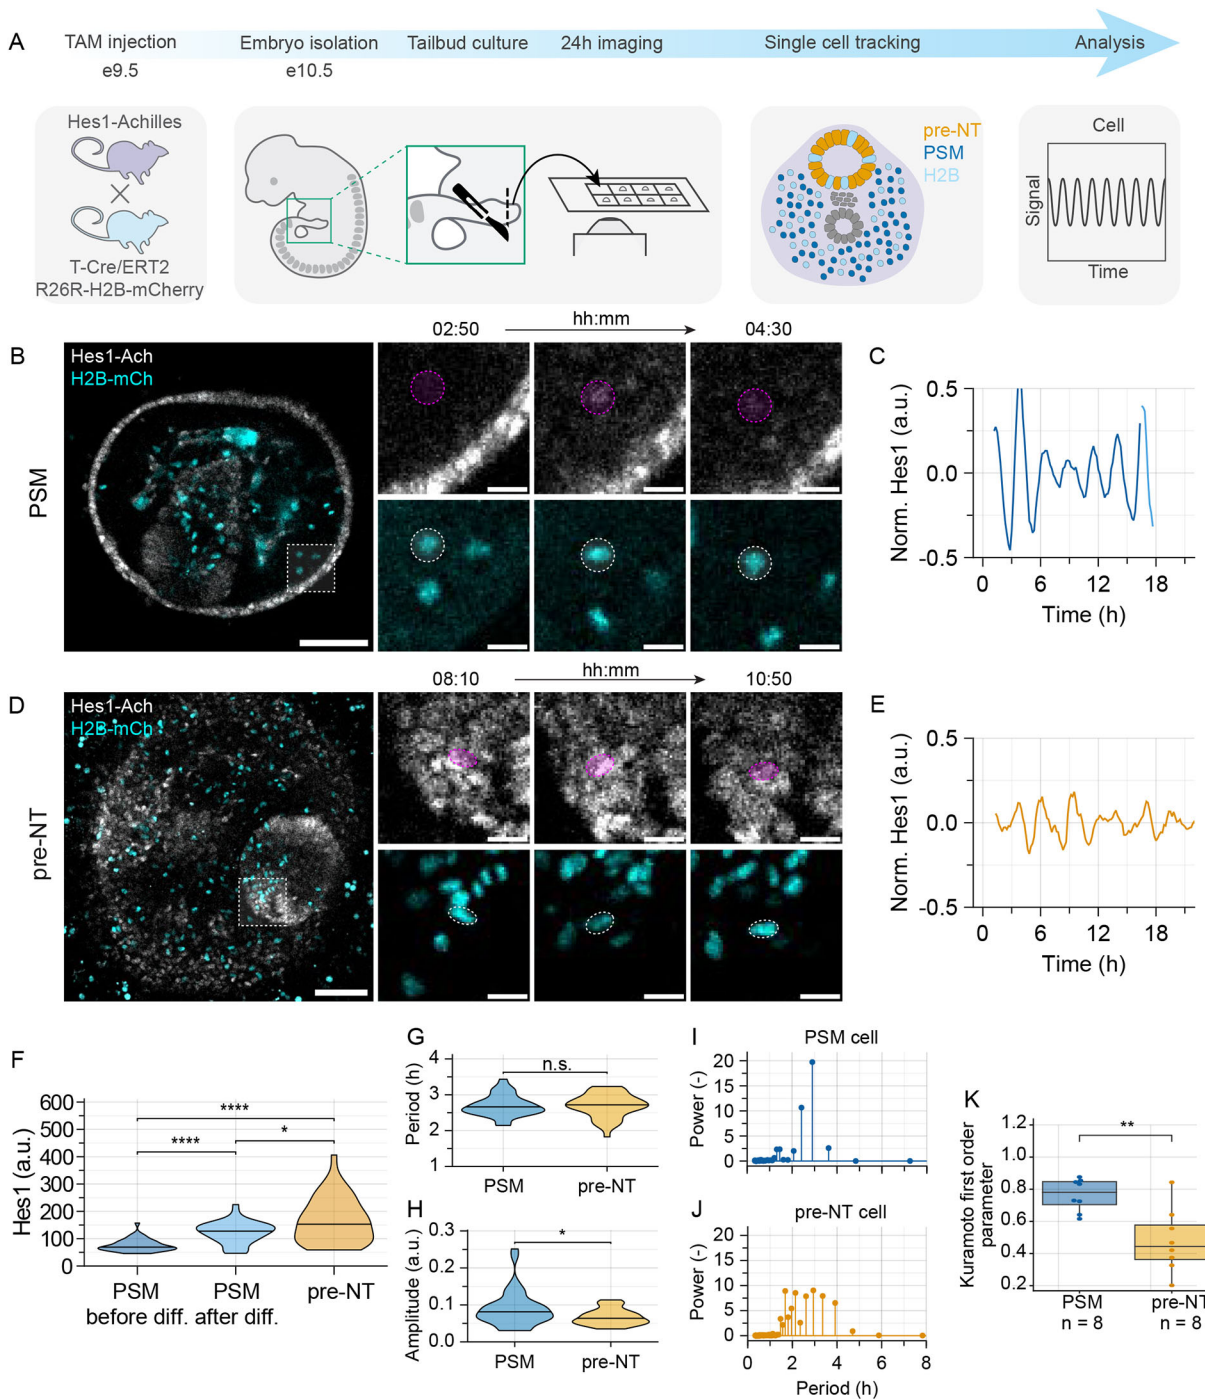 A
TAM injection
Embryo isolation
Tailbud culture
24h imaging
Single cell tracking
Analysis
e9.5
e10.5
Hes1-Achilles
T-Cre/ERT2
R26R-H2B-mCherry
pre-NT
PSM
H2B
Cell
Signal
Time
B
PSM
Hes1-Ach
H2B-mCh
02:50
hh:mm
04:30
C
Norm. Hes1 (a.u.)
0.5
0.0
-0.5
0
6
12
18
Time (h)
D
pre-NT
Hes1-Ach
H2B-mCh
08:10
hh:mm
10:50
E
Norm. Hes1 (a.u.)
0.5
0.0
-0.5
0
6
12
18
Time (h)
F
Hes1 (a.u.)
600
500
400
300
200
100
0
****
****
*
PSM
before diff.
PSM
after diff.
pre-NT
G
Period (h)
4
3
2
1
n.s.
PSM
pre-NT
H
Amplitude (a.u.)
0.3
0.2
0.1
0.0
*
PSM
pre-NT
I
PSM cell
Power (-)
20
15
10
5
0
J
pre-NT cell
Power (-)
20
15
10
5
0
0
2
4
6
8
Period (h)
K
Kuramoto first order
parameter
1.2
1.0
0.8
0.6
0.4
0.2
**
PSM
n = 8
pre-NT
n = 8